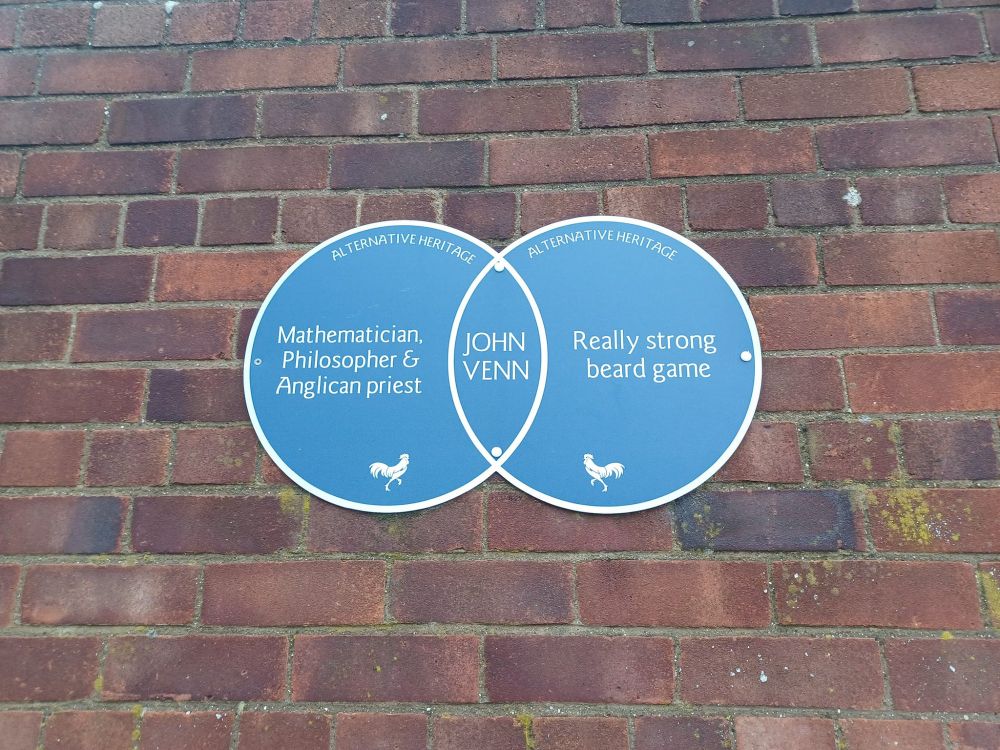 ALTERNATIVE HERITAGE
Mathematician,
Philosopher &
Anglican priest
JOHN
VENN
ALTERNATIVE HERITAGE
Really strong
beard game